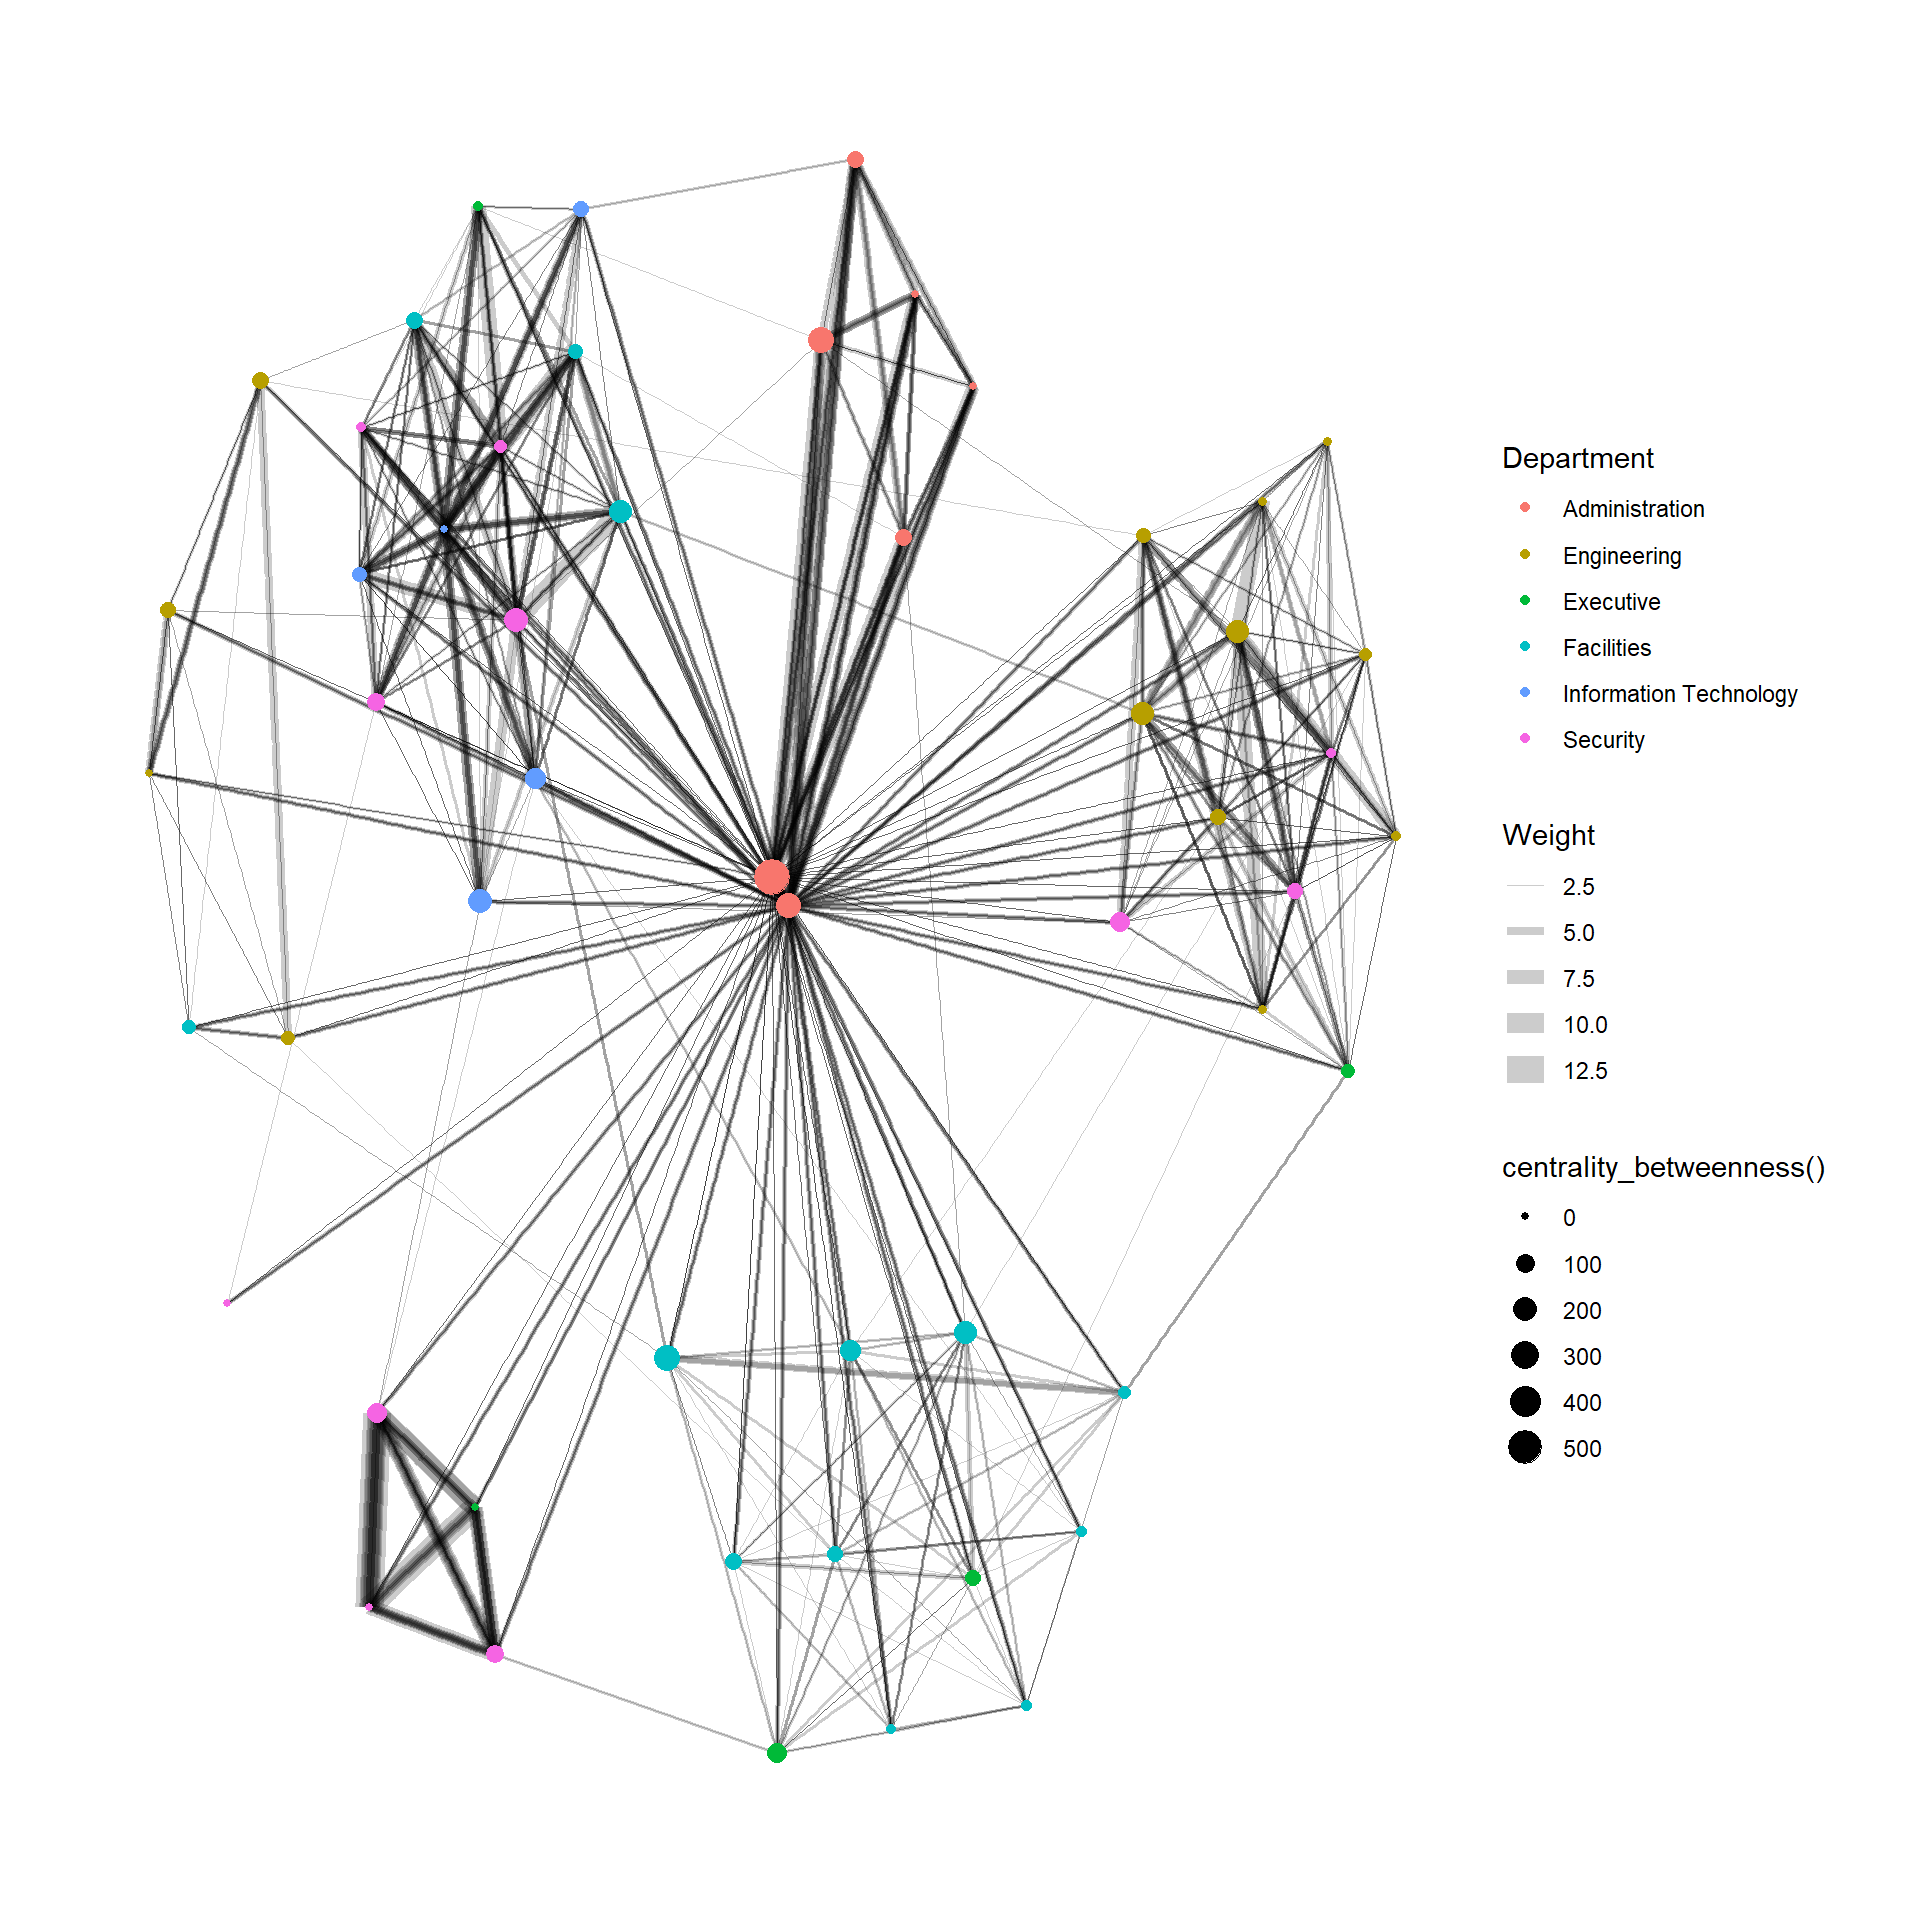 Department
Administration
Engineering
Executive
Facilities
Information Technology
Security
Weight
2.5
5.0
7.5
10.0
12.5
centrality_betweenness()
0
100
200
300
400
500